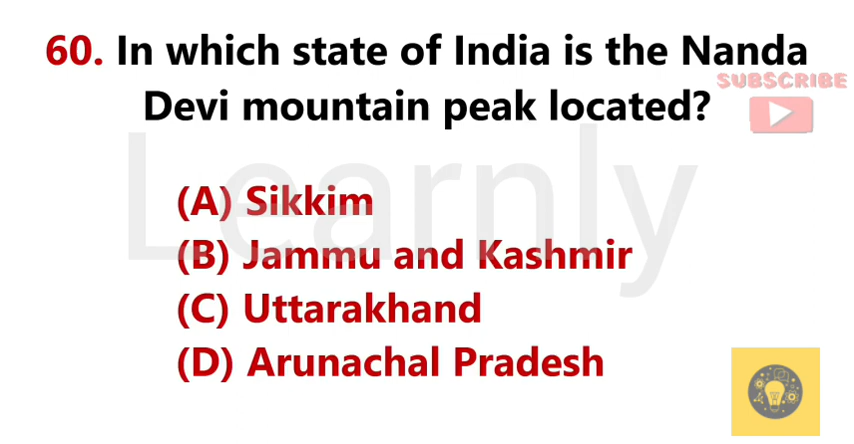 60. In which state of India is the Nanda
Devi mountain peak located?
SUBSCRIBE
Learnly
(A) Sikkim
(B) Jammu and Kashmir
(C) Uttarakhand
(D) Arunachal Pradesh